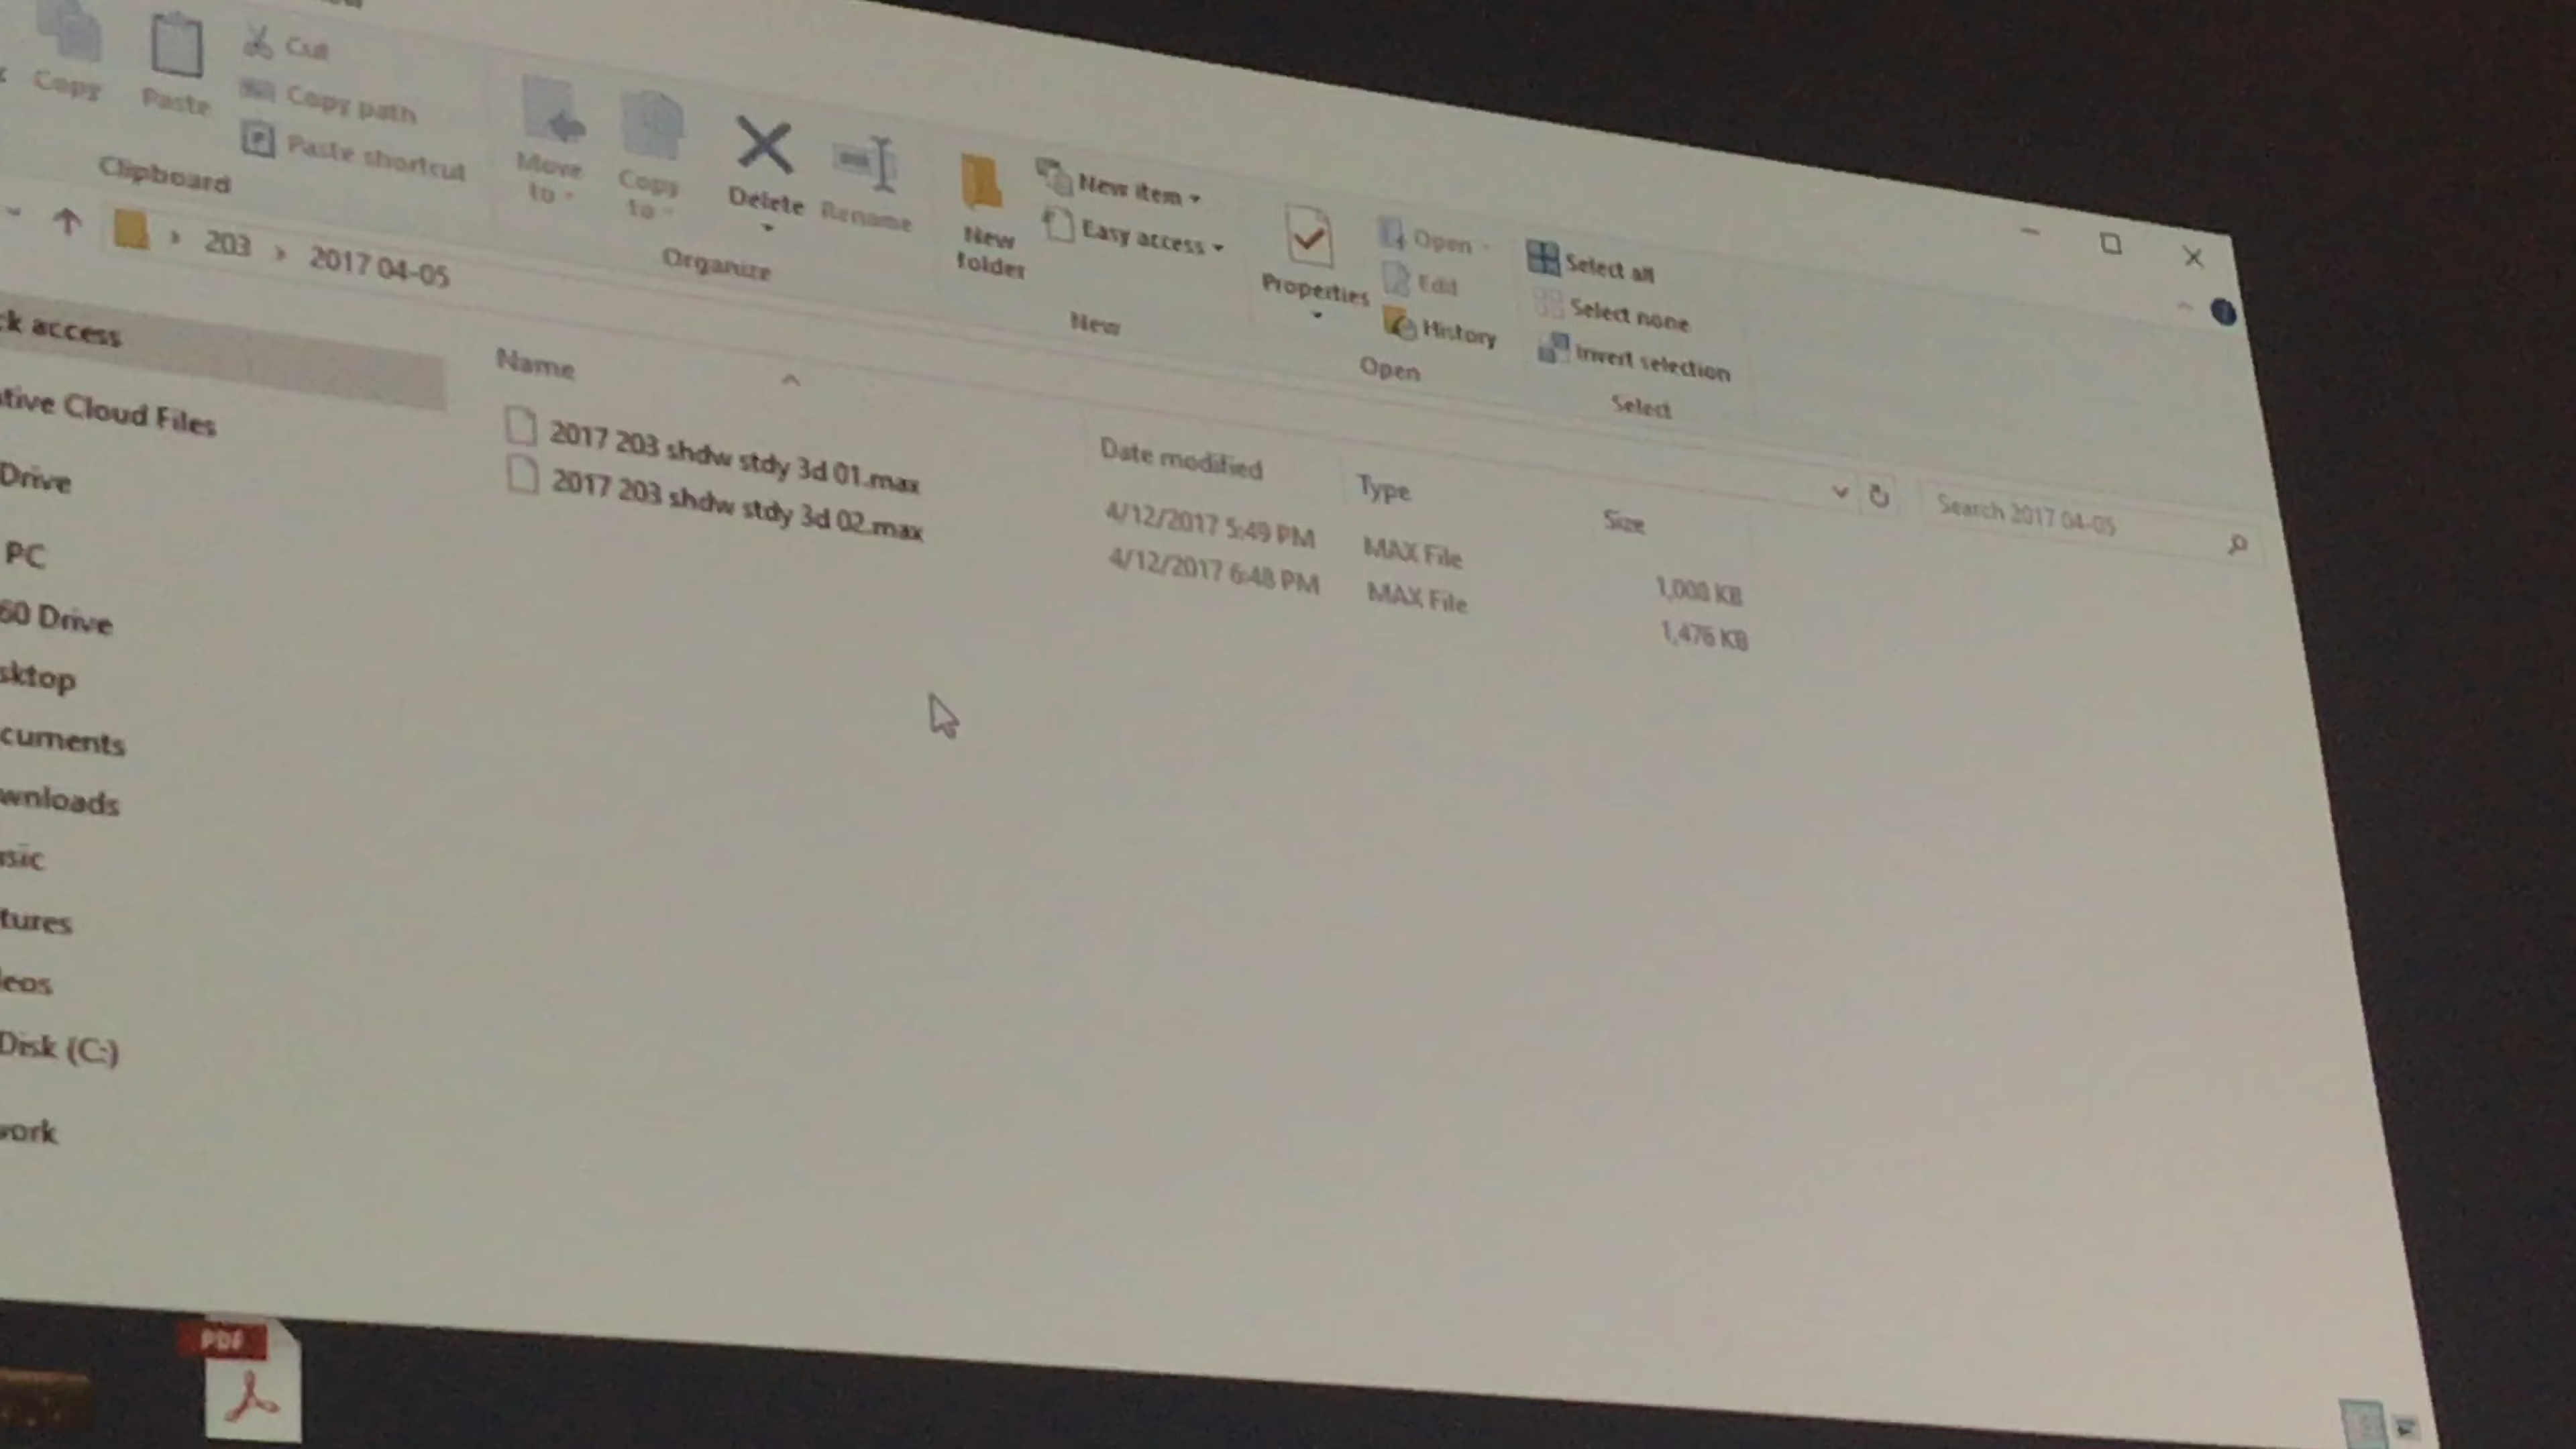 Copy
Paste
Cut
Copy path
Paste shortcut
Clipboard
Move to
Copy to
Delete
Rename
Organize
New folder
New item
Easy access
New
Properties
Open
Edit
History
Open
Select all
Select none
Invert selection
Select
203 > 2017 04-05
Search 2017 04-05
Name
Date modified
Type
Size
2017 203 shdw stdy 3d 01.max
4/12/2017 5:49 PM
MAX File
2017 203 shdw stdy 3d 02.max
4/12/2017 6:48 PM
MAX File
1,476 KB
ck access
tive Cloud Files
Drive
PC
60 Drive
sktop
cuments
wnloads
usic
tures
deos
Disk (C:)
work
PDF